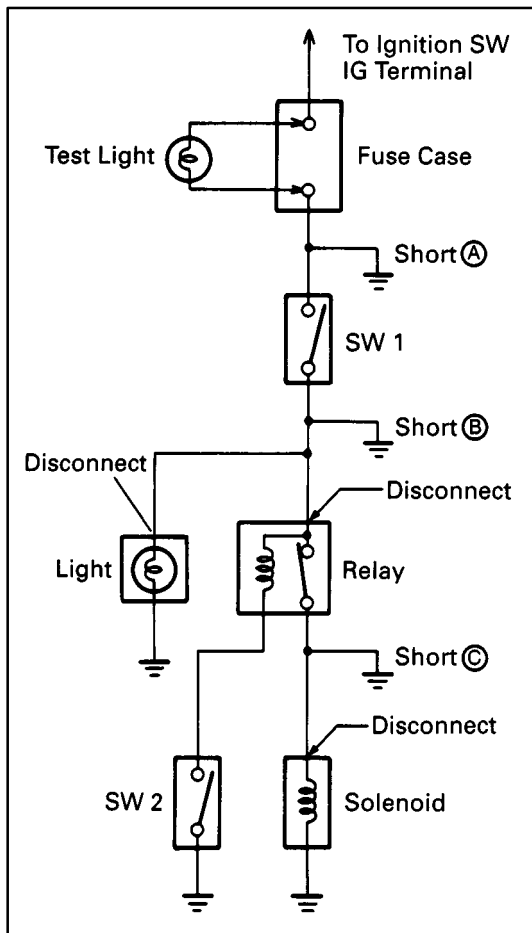 To Ignition SW
IG Terminal
Test Light
Fuse Case
Short Ⓐ
SW 1
Short Ⓑ
Disconnect
Disconnect
Light
Relay
Short Ⓒ
Disconnect
SW 2
Solenoid